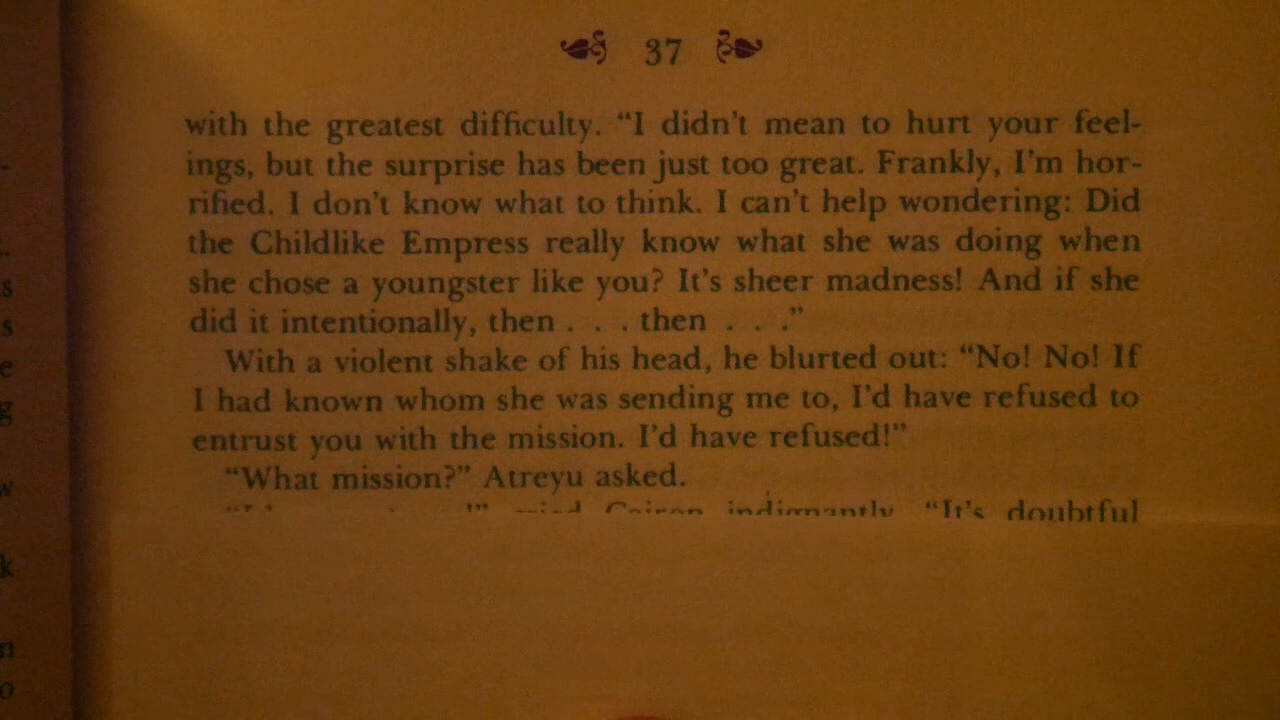 37
with the greatest difficulty. “I didn't mean to hurt your feel-
ings, but the surprise has been just too great. Frankly, I'm hor-
rified. I don't know what to think. I can't help wondering: Did
the Childlike Empress really know what she was doing when
she chose a youngster like you? It's sheer madness! And if she
did it intentionally, then . . . then . . .”
With a violent shake of his head, he blurted out: “No! No! If
I had known whom she was sending me to, I'd have refused to
entrust you with the mission. I'd have refused!”
“What mission?” Atreyu asked.
Cairon indignantly. “It's doubtful